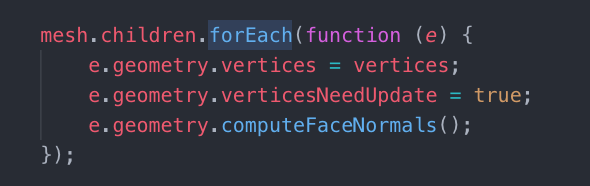 mesh.children.forEach(function (e) {
    e.geometry.vertices = vertices;
    e.geometry.verticesNeedUpdate = true;
    e.geometry.computeFaceNormals();
});